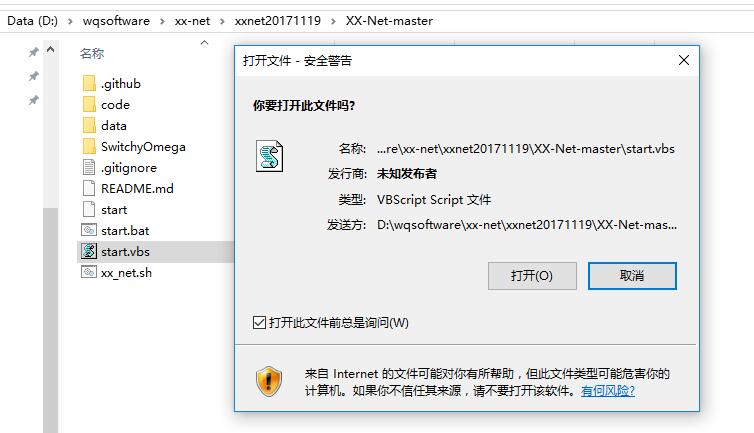 Data (D:) > wqsoftware > xx-net > xxnet20171119 > XX-Net-master
名称
.github
code
data
SwitchyOmega
.gitignore
README.md
start
start.bat
start.vbs
xx_net.sh
打开文件 - 安全警告
你要打开此文件吗?
名称: ...re\xx-net\xxnet20171119\XX-Net-master\start.vbs
发行商: 未知发布者
类型: VBScript Script 文件
发送方: D:\wqsoftware\xx-net\xxnet20171119\XX-Net-mas...
打开(O) 取消
打开此文件前总是询问(W)
来自 Internet 的文件可能对你有所帮助，但此文件类型可能危害你的
计算机。如果你不信任其来源，请不要打开该软件。有何风险?